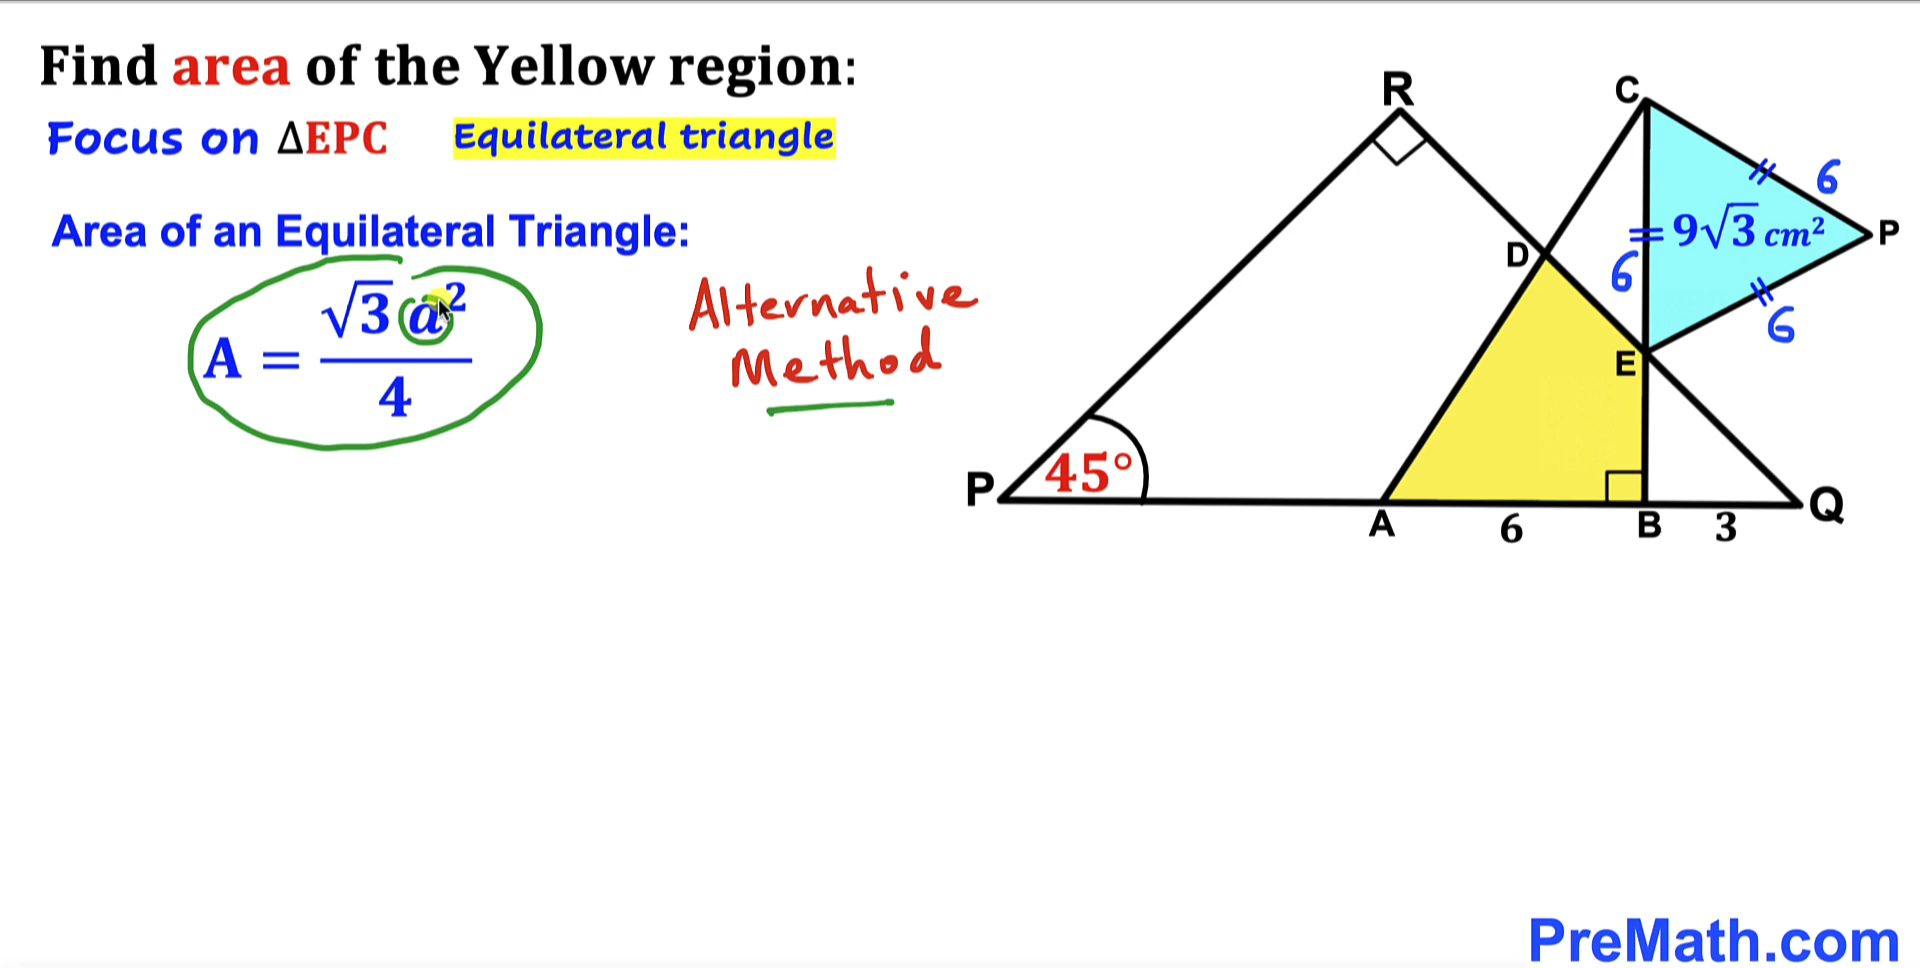 Find area of the Yellow region:
Focus on ΔEPC Equilateral triangle
Area of an Equilateral Triangle:
A = √3 a² / 4
Alternative
Method
R
C
6
= 9√3 cm²
P
D
6
6
E
P
45°
A
6
B
3
Q
PreMath.com